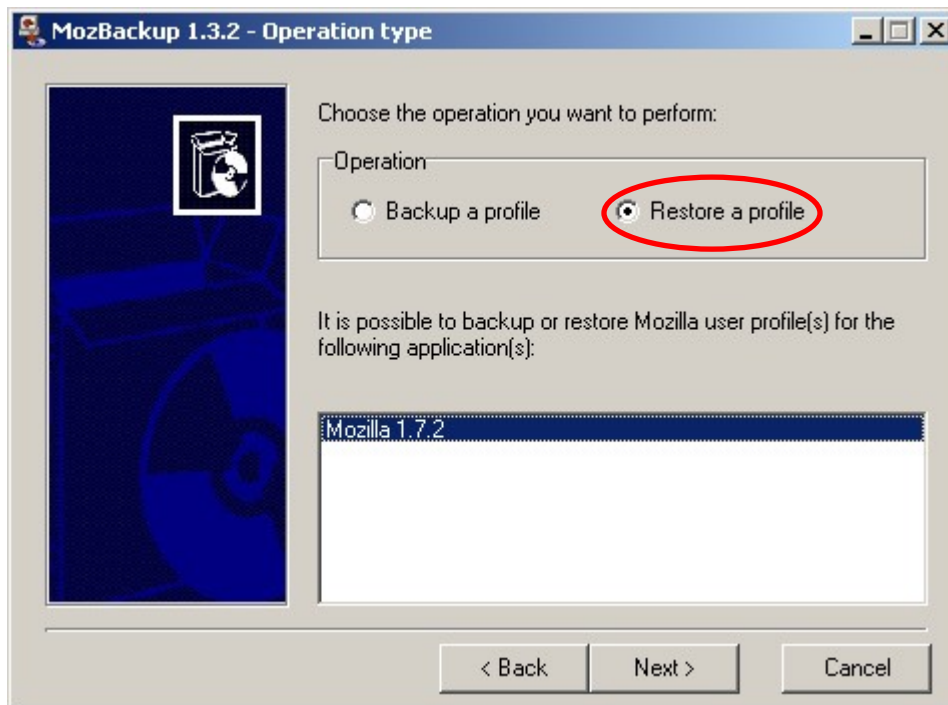 MozBackup 1.3.2 - Operation type
Choose the operation you want to perform:
Operation
Backup a profile
Restore a profile
It is possible to backup or restore Mozilla user profile(s) for the
following application(s):
Mozilla 1.7.2
< Back
Next >
Cancel